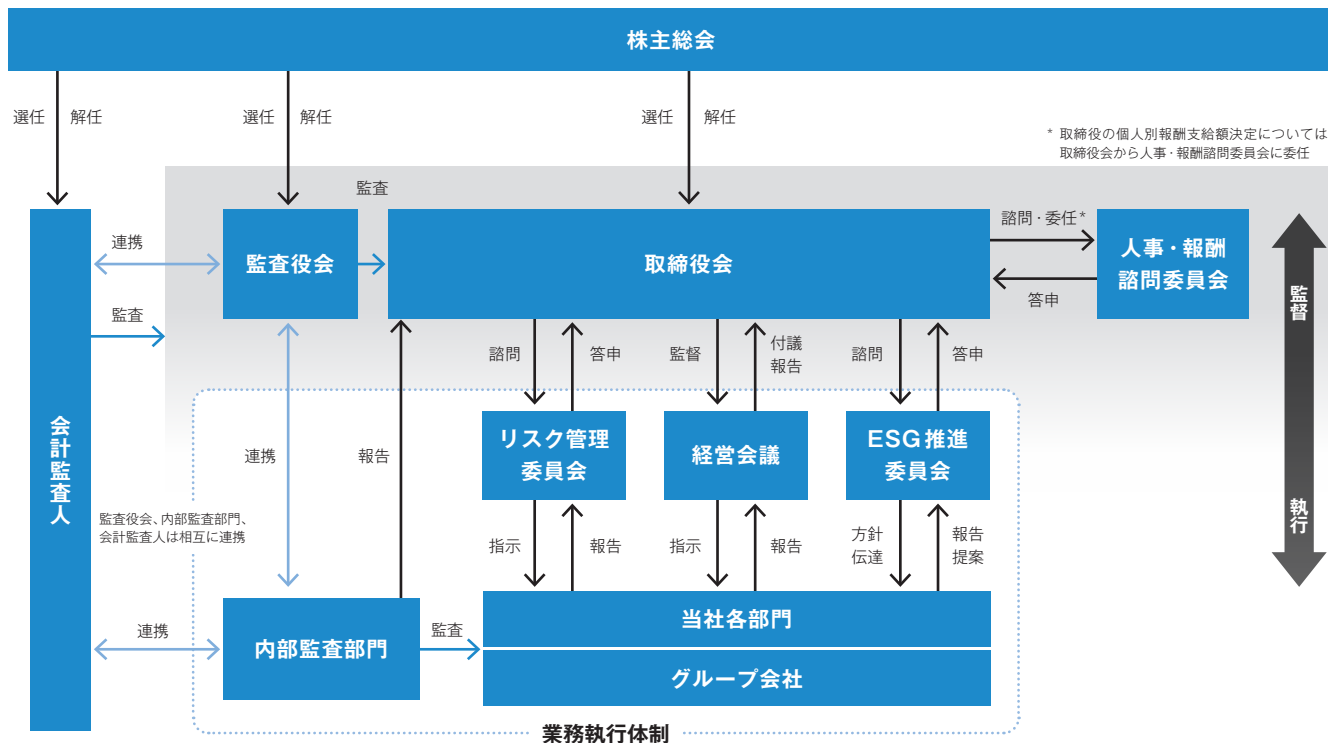 株主総会
選任 解任
選任 解任
選任 解任
* 取締役の個人別報酬支給額決定については
取締役会から人事・報酬諮問委員会に委任
監査
連携
監査役会
取締役会
諮問・委任*
答申
人事・報酬
諮問委員会
監査
監督
執行
諮問
答申
監督
付議
報告
諮問
答申
会計監査人
連携
報告
リスク管理
委員会
経営会議
ESG推進
委員会
監査役会、内部監査部門、
会計監査人は相互に連携
指示
報告
指示
報告
方針
伝達
報告
提案
連携
内部監査部門
監査
当社各部門
グループ会社
業務執行体制